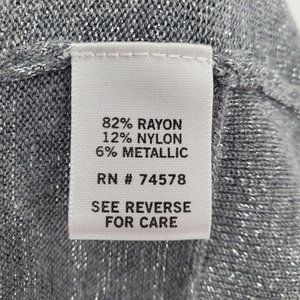 82% RAYON
12% NYLON
6% METALLIC
RN # 74578
SEE REVERSE
FOR CARE